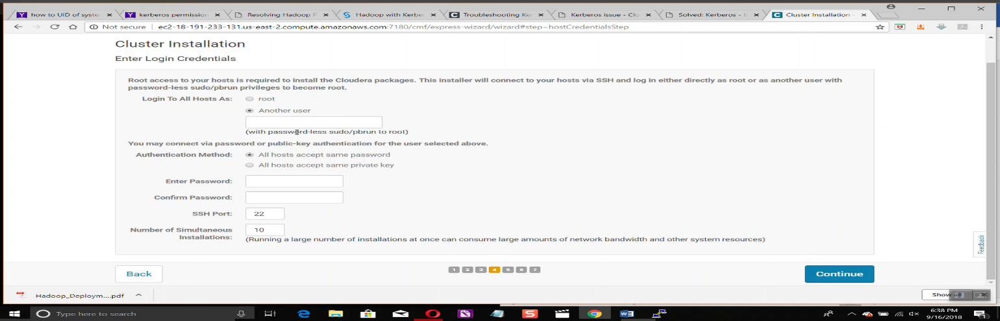 how to UID of syste
kerberos permission
Resolving Hadoop P
Hadoop with Kerbe
Troubleshooting Ke
Kerberos issue - Clo
Solved: Kerberos -
Cluster Installation -
Not secure | ec2-18-191-233-131.us-east-2.compute.amazonaws.com:7180/cmf/express-wizard/wizard#step=hostCredentialsStep
Cluster Installation
Enter Login Credentials
Root access to your hosts is required to install the Cloudera packages. This installer will connect to your hosts via SSH and log in either directly as root or as another user with
password-less sudo/pbrun privileges to become root.
Login To All Hosts As: root
Another user
(with password-less sudo/pbrun to root)
You may connect via password or public-key authentication for the user selected above.
Authentication Method: All hosts accept same password
All hosts accept same private key
Enter Password:
Confirm Password:
SSH Port: 22
Number of Simultaneous 10
Installations: (Running a large number of installations at once can consume large amounts of network bandwidth and other system resources)
Feedback
Back 1 2 3 4 5 6 7 Continue
Hadoop_Deploym....pdf Show all
Type here to search
6:38 PM
9/16/2018